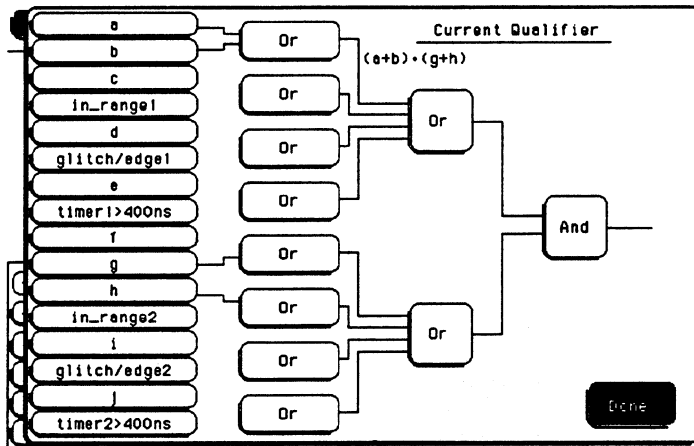 a
b
c
in_range1
d
glitch/edge1
e
timer1>400ns
f
g
h
in_range2
i
glitch/edge2
j
timer2>400ns
Or
Or
Or
Or
Or
Or
Or
Or
Current Qualifier
(a+b)·(g+h)
Or
Or
And
Done